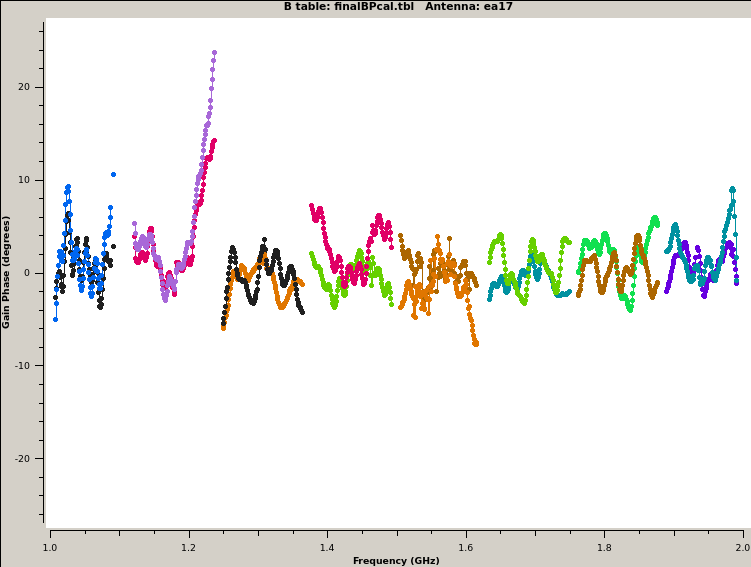 B table: finalBPcal.tbl   Antenna: ea17
Gain Phase (degrees)
20
10
0
-10
-20
1.0 1.2 1.4 1.6 1.8 2.0
Frequency (GHz)